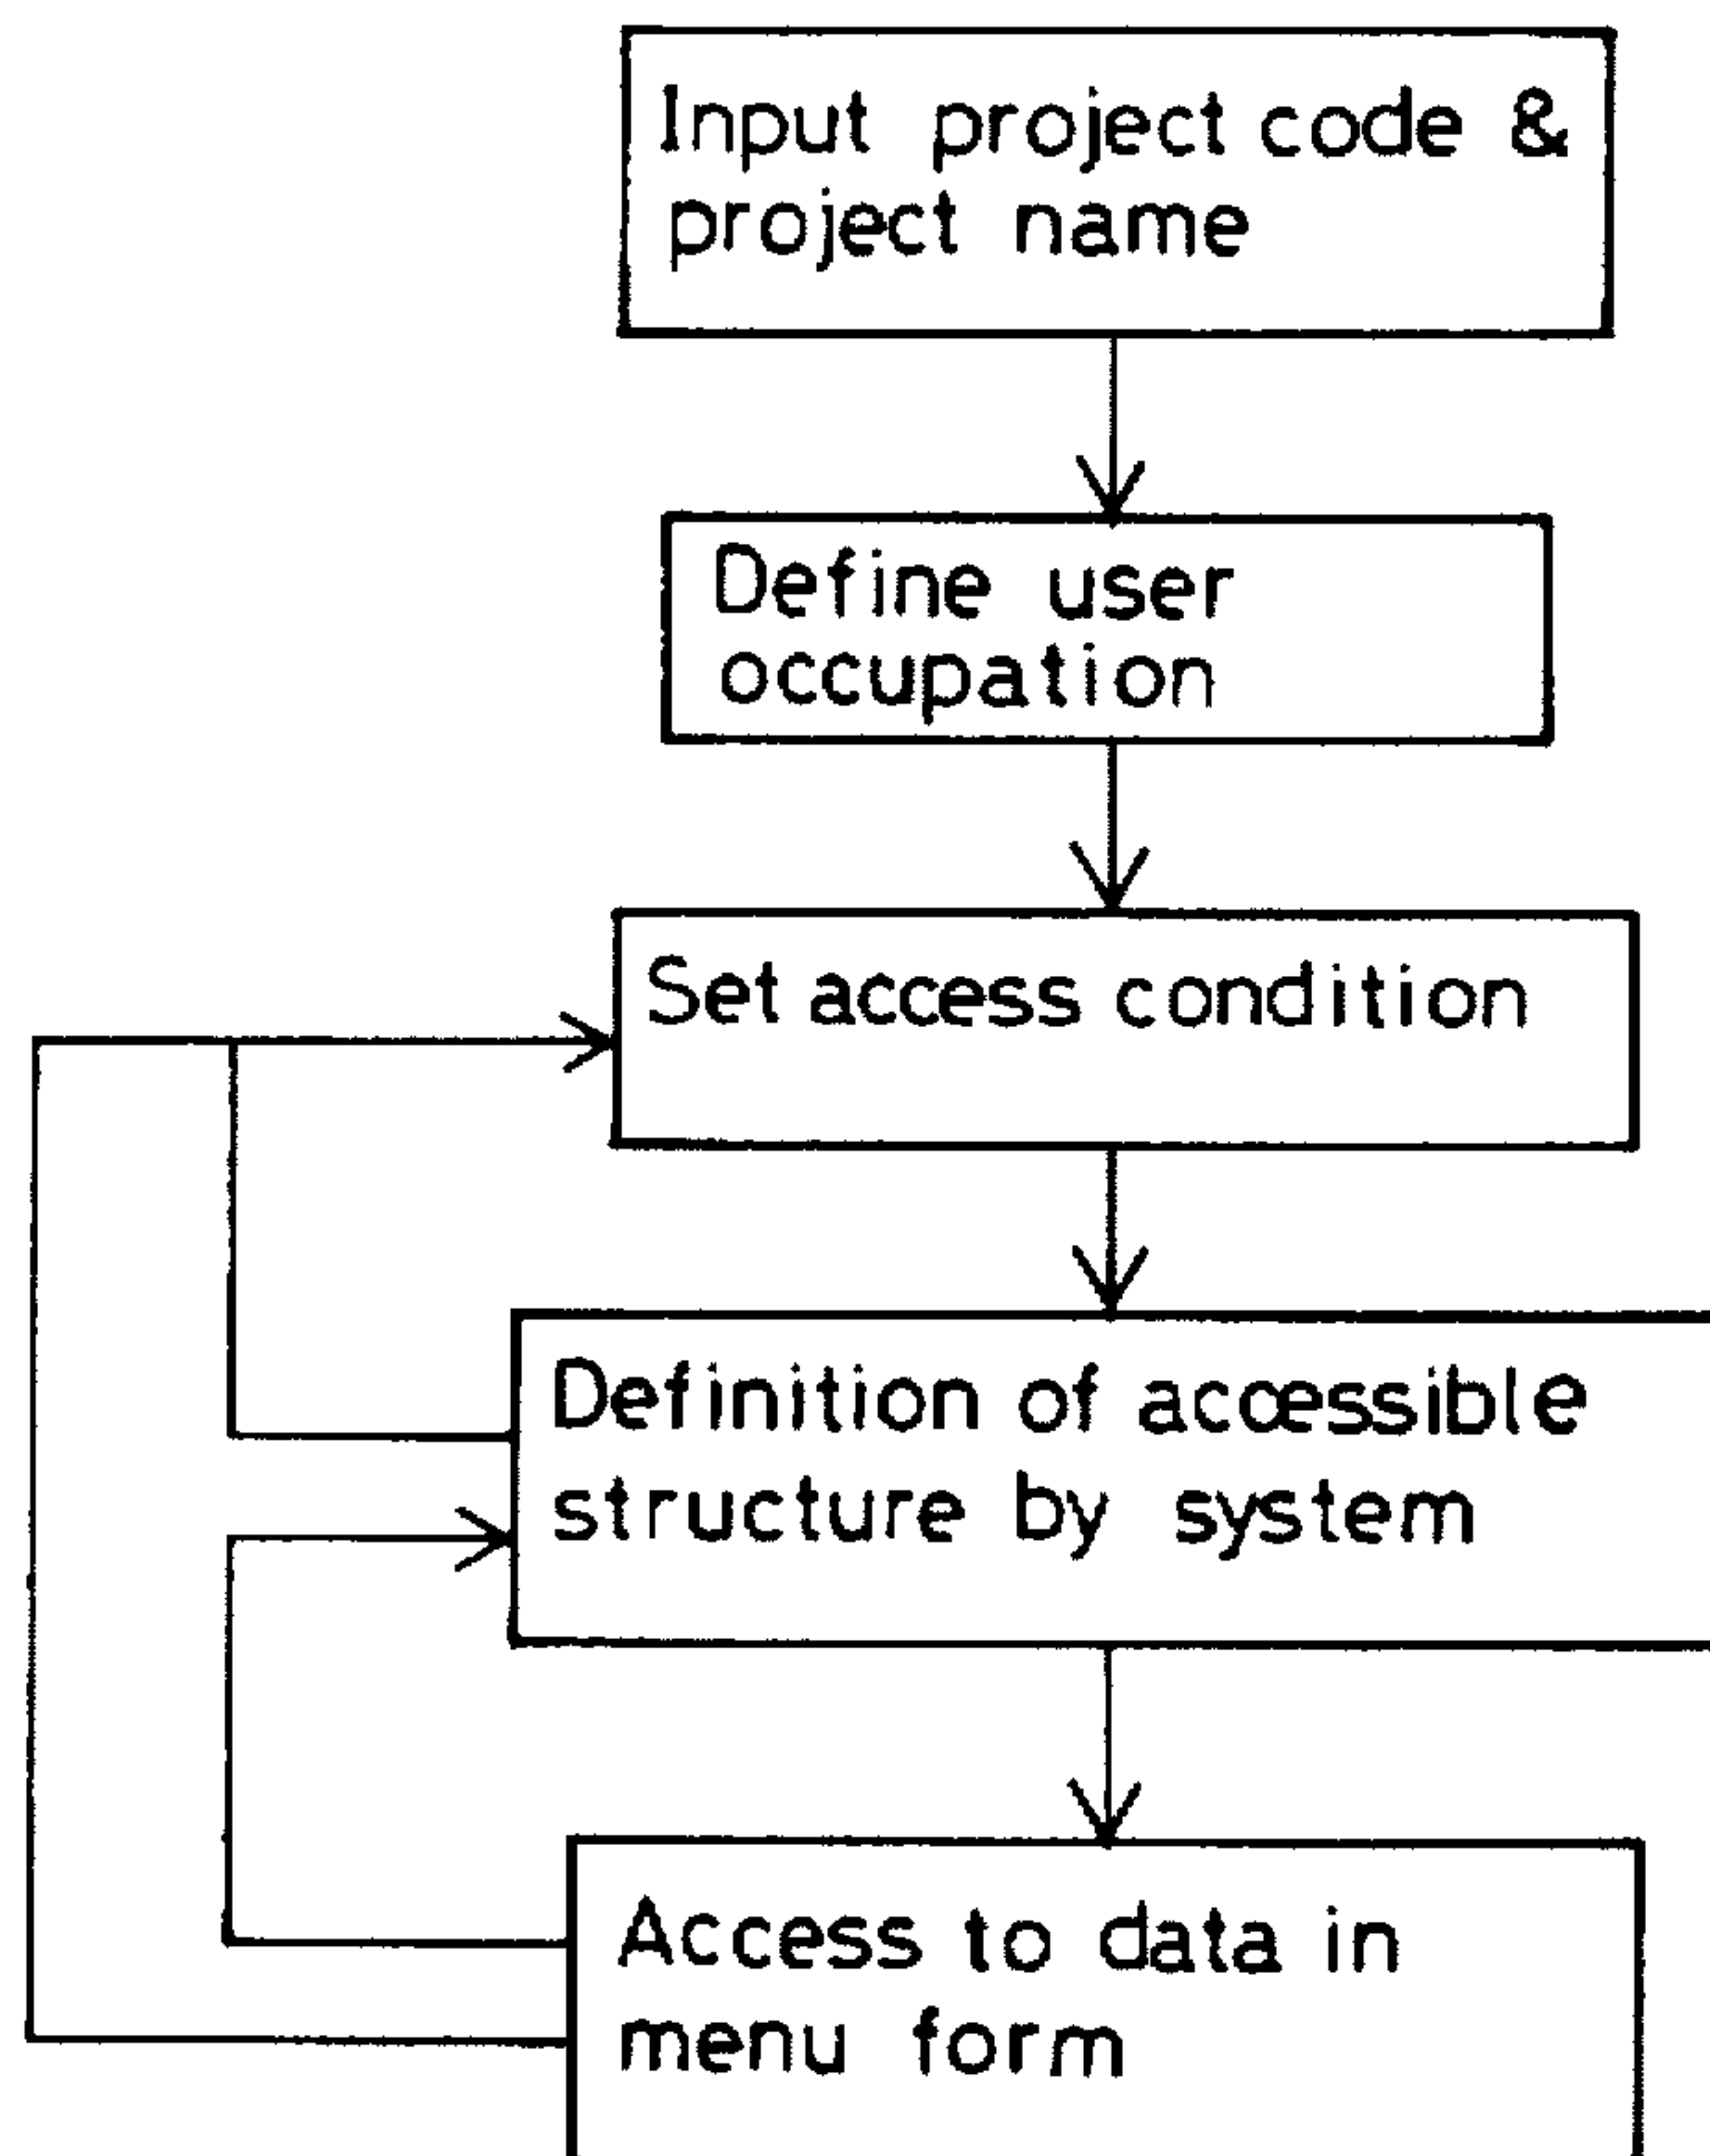 Input project code &
project name
Define user
occupation
Set access condition
Definition of accessible
structure by system
Access to data in
menu form